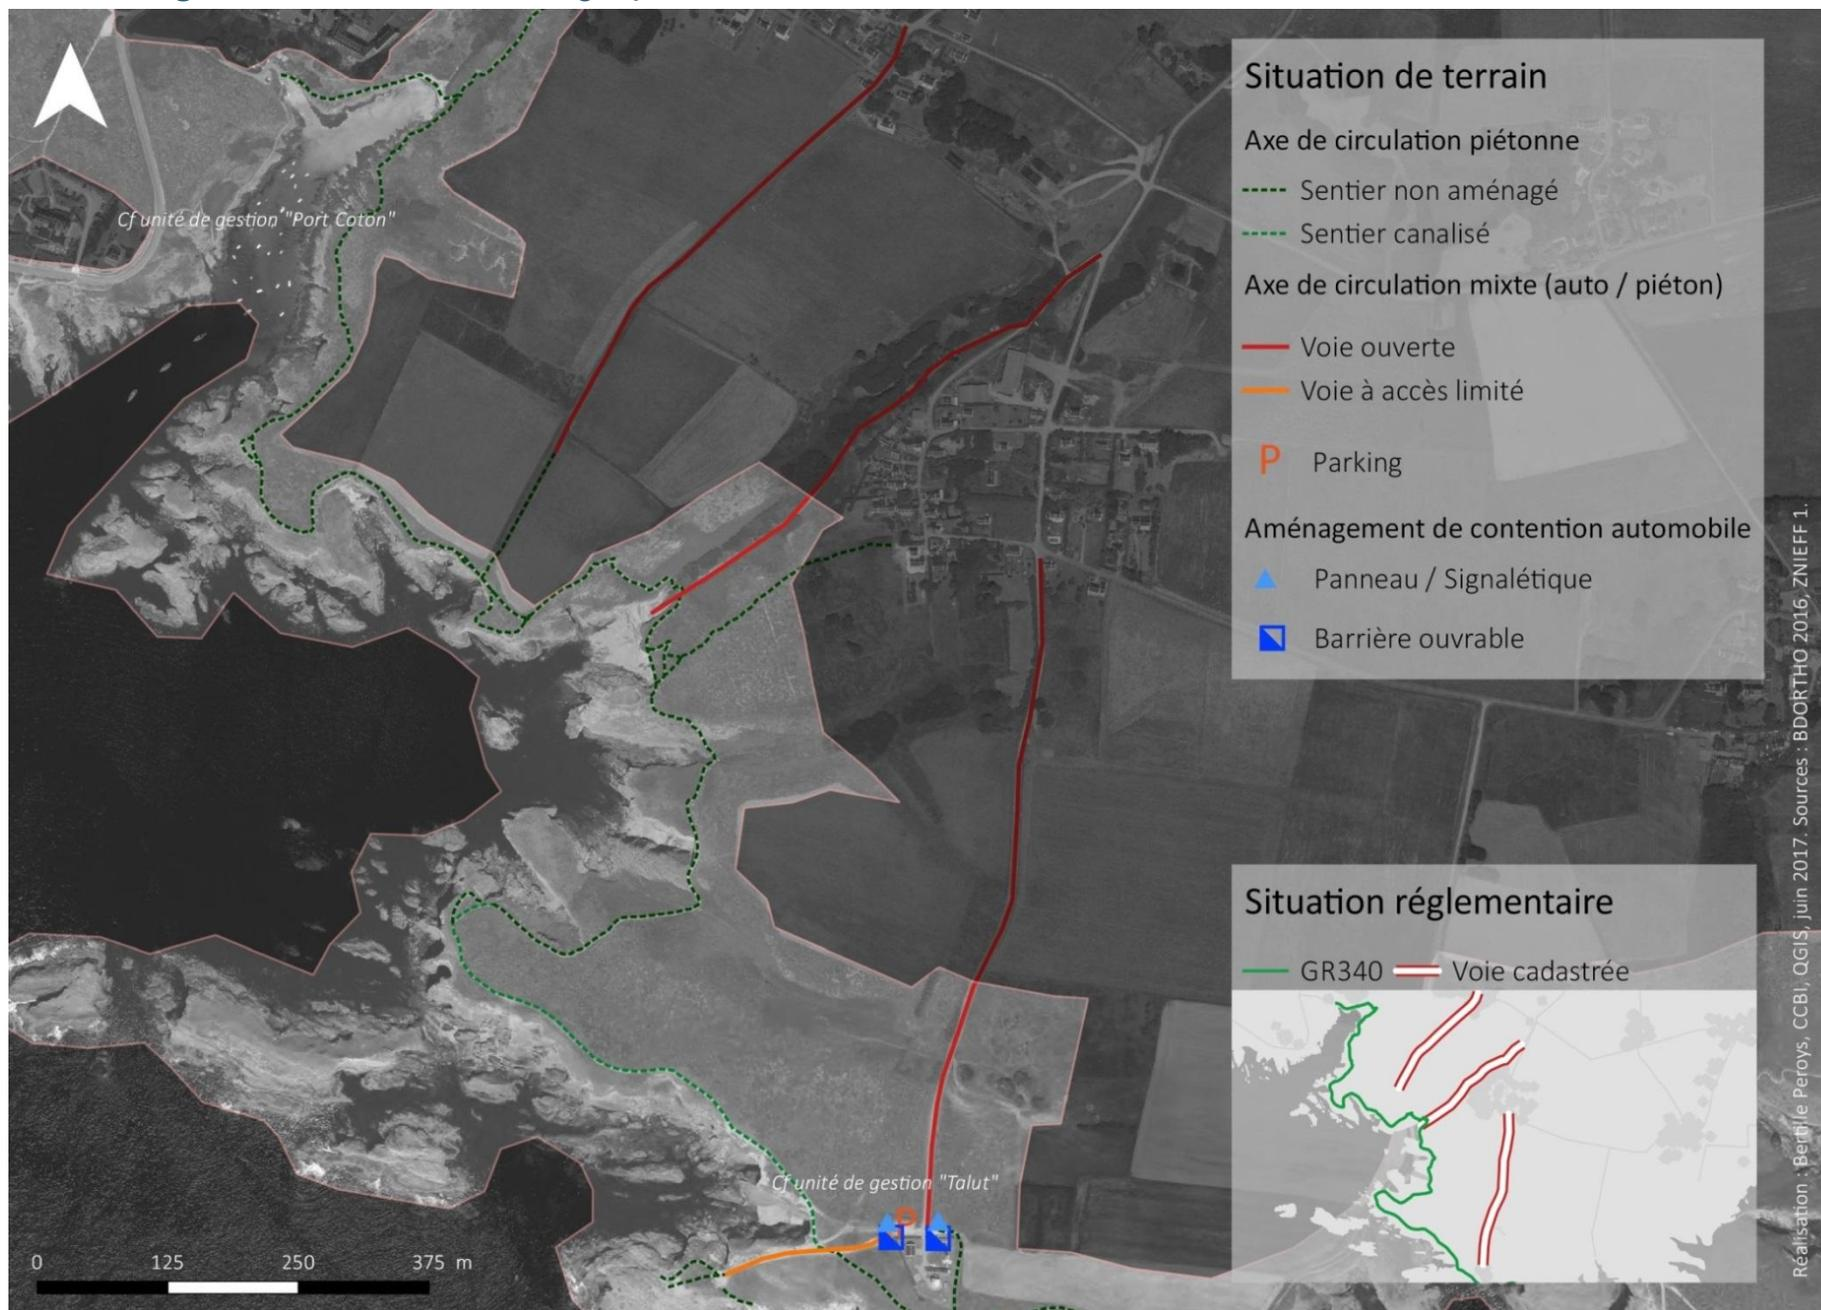 Situation de terrain
Axe de circulation piétonne
Sentier non aménagé
Sentier canalisé
Axe de circulation mixte (auto / piéton)
Voie ouverte
Voie à accès limité
P Parking
Aménagement de contention automobile
Panneau / Signalétique
Barrière ouvrable
Cf unité de gestion "Port Coton"
Cf unité de gestion "Talut"
P
0 125 250 375 m
Situation réglementaire
GR340 Voie cadastrée
Réalisation : Bertile Peroys, CCBI, QGIS, juin 2017. Sources : BDORTHO 2016, ZNIEFF 1.